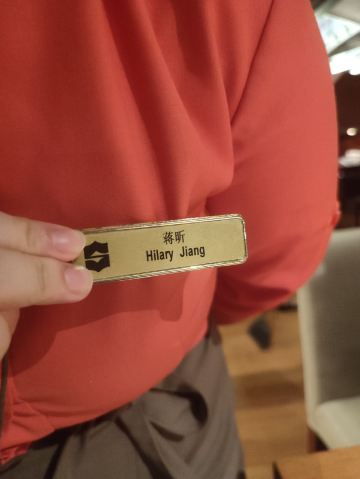 蒋昕
Hilary Jiang